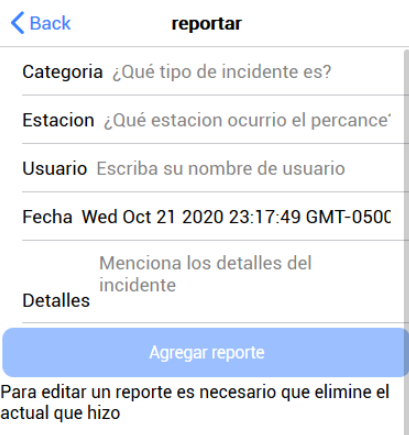 Back
reportar
Categoria ¿Qué tipo de incidente es?
Estacion ¿Qué estacion ocurrio el percance?
Usuario Escriba su nombre de usuario
Fecha Wed Oct 21 2020 23:17:49 GMT-0500
Menciona los detalles del
incidente
Detalles
Agregar reporte
Para editar un reporte es necesario que elimine el
actual que hizo